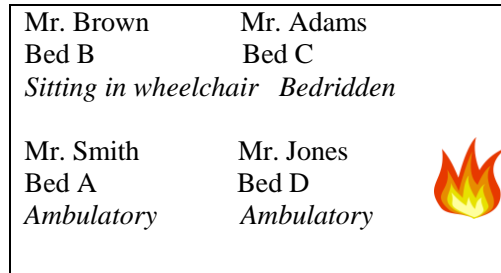 Mr. Brown Mr. Adams
Bed B Bed C
Sitting in wheelchair Bedridden
Mr. Smith Mr. Jones
Bed A Bed D
Ambulatory Ambulatory